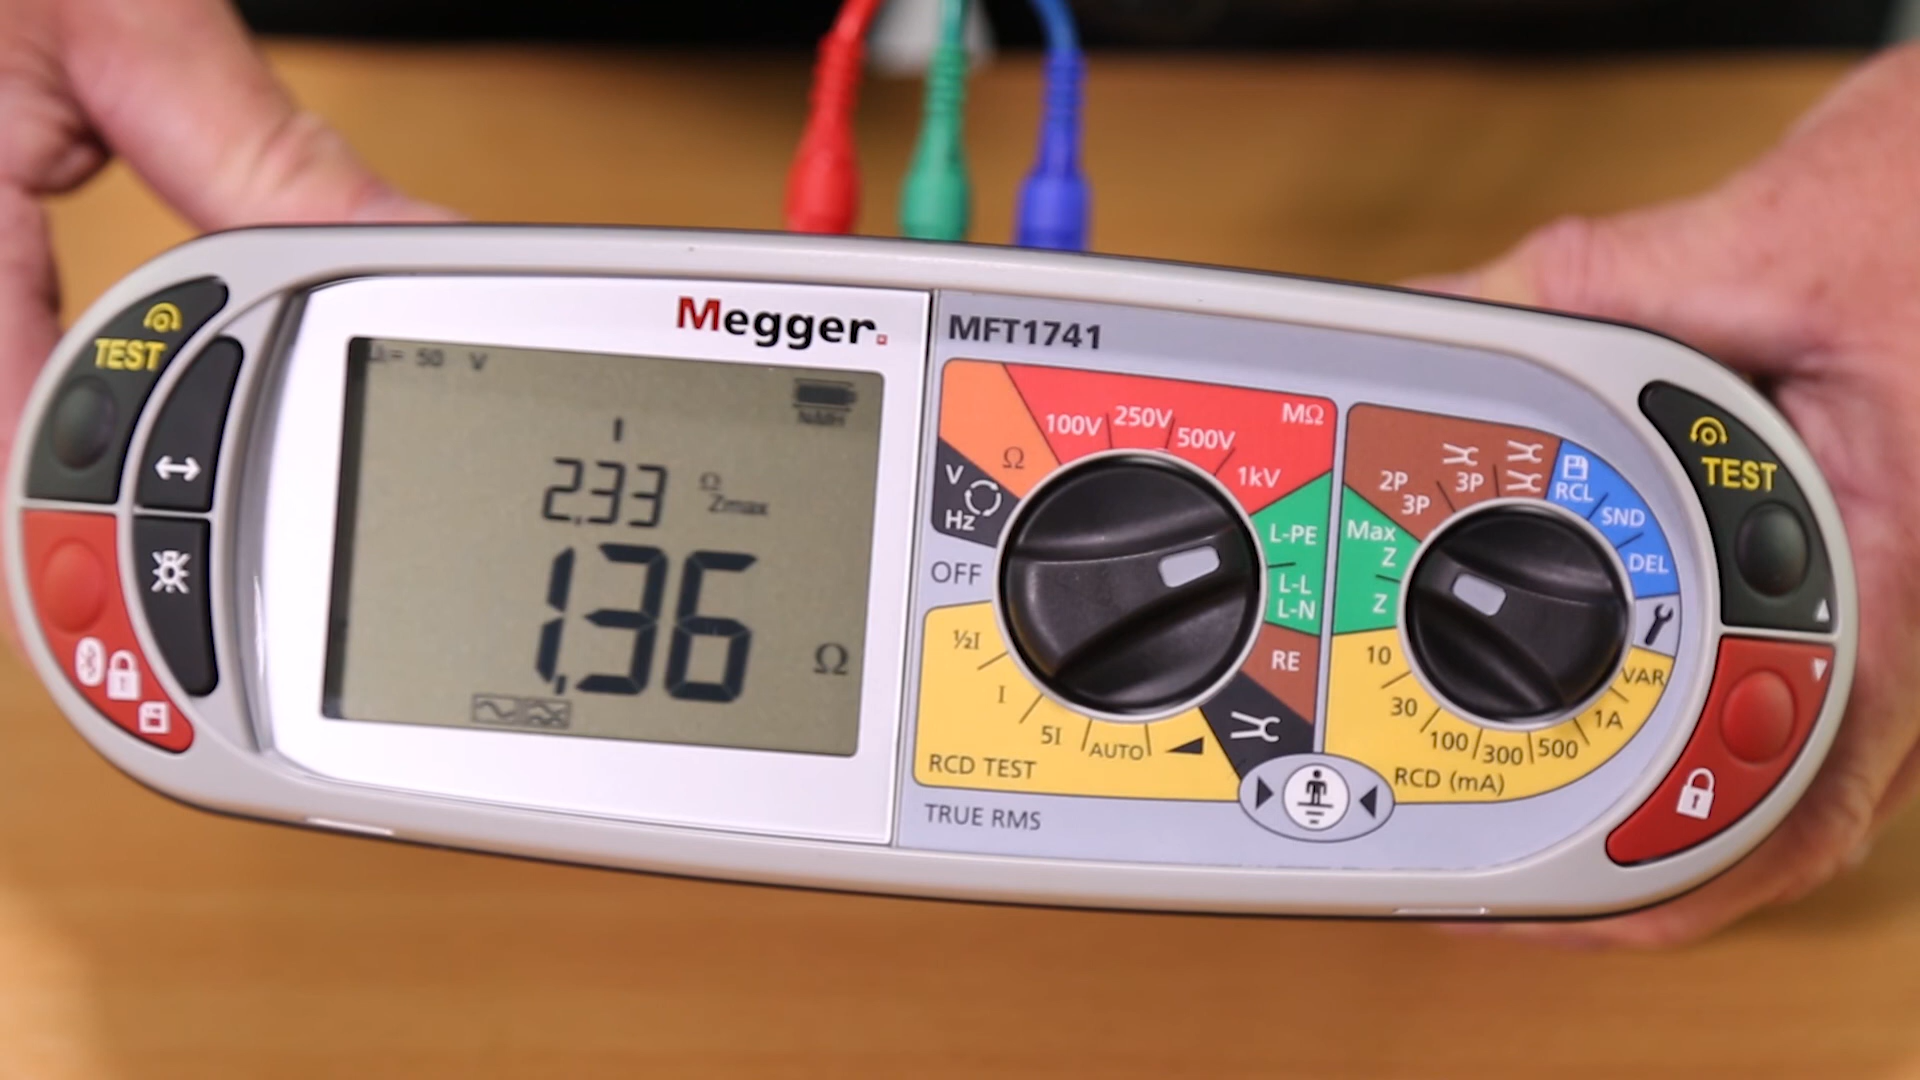 Megger.
MFT1741
TEST
50 V
NiMH
2.33 Ω
Zmax
1.36 Ω
100V 250V 500V 1kV MΩ
Ω
V
Hz
OFF
L-PE
L-L
L-N
RE
½I
I
5I
AUTO
RCD TEST
TRUE RMS
2P
3P
3P
Max
Z
Z
RCL
SND
DEL
10
30
100
300
500
1A
VAR
RCD (mA)
TEST